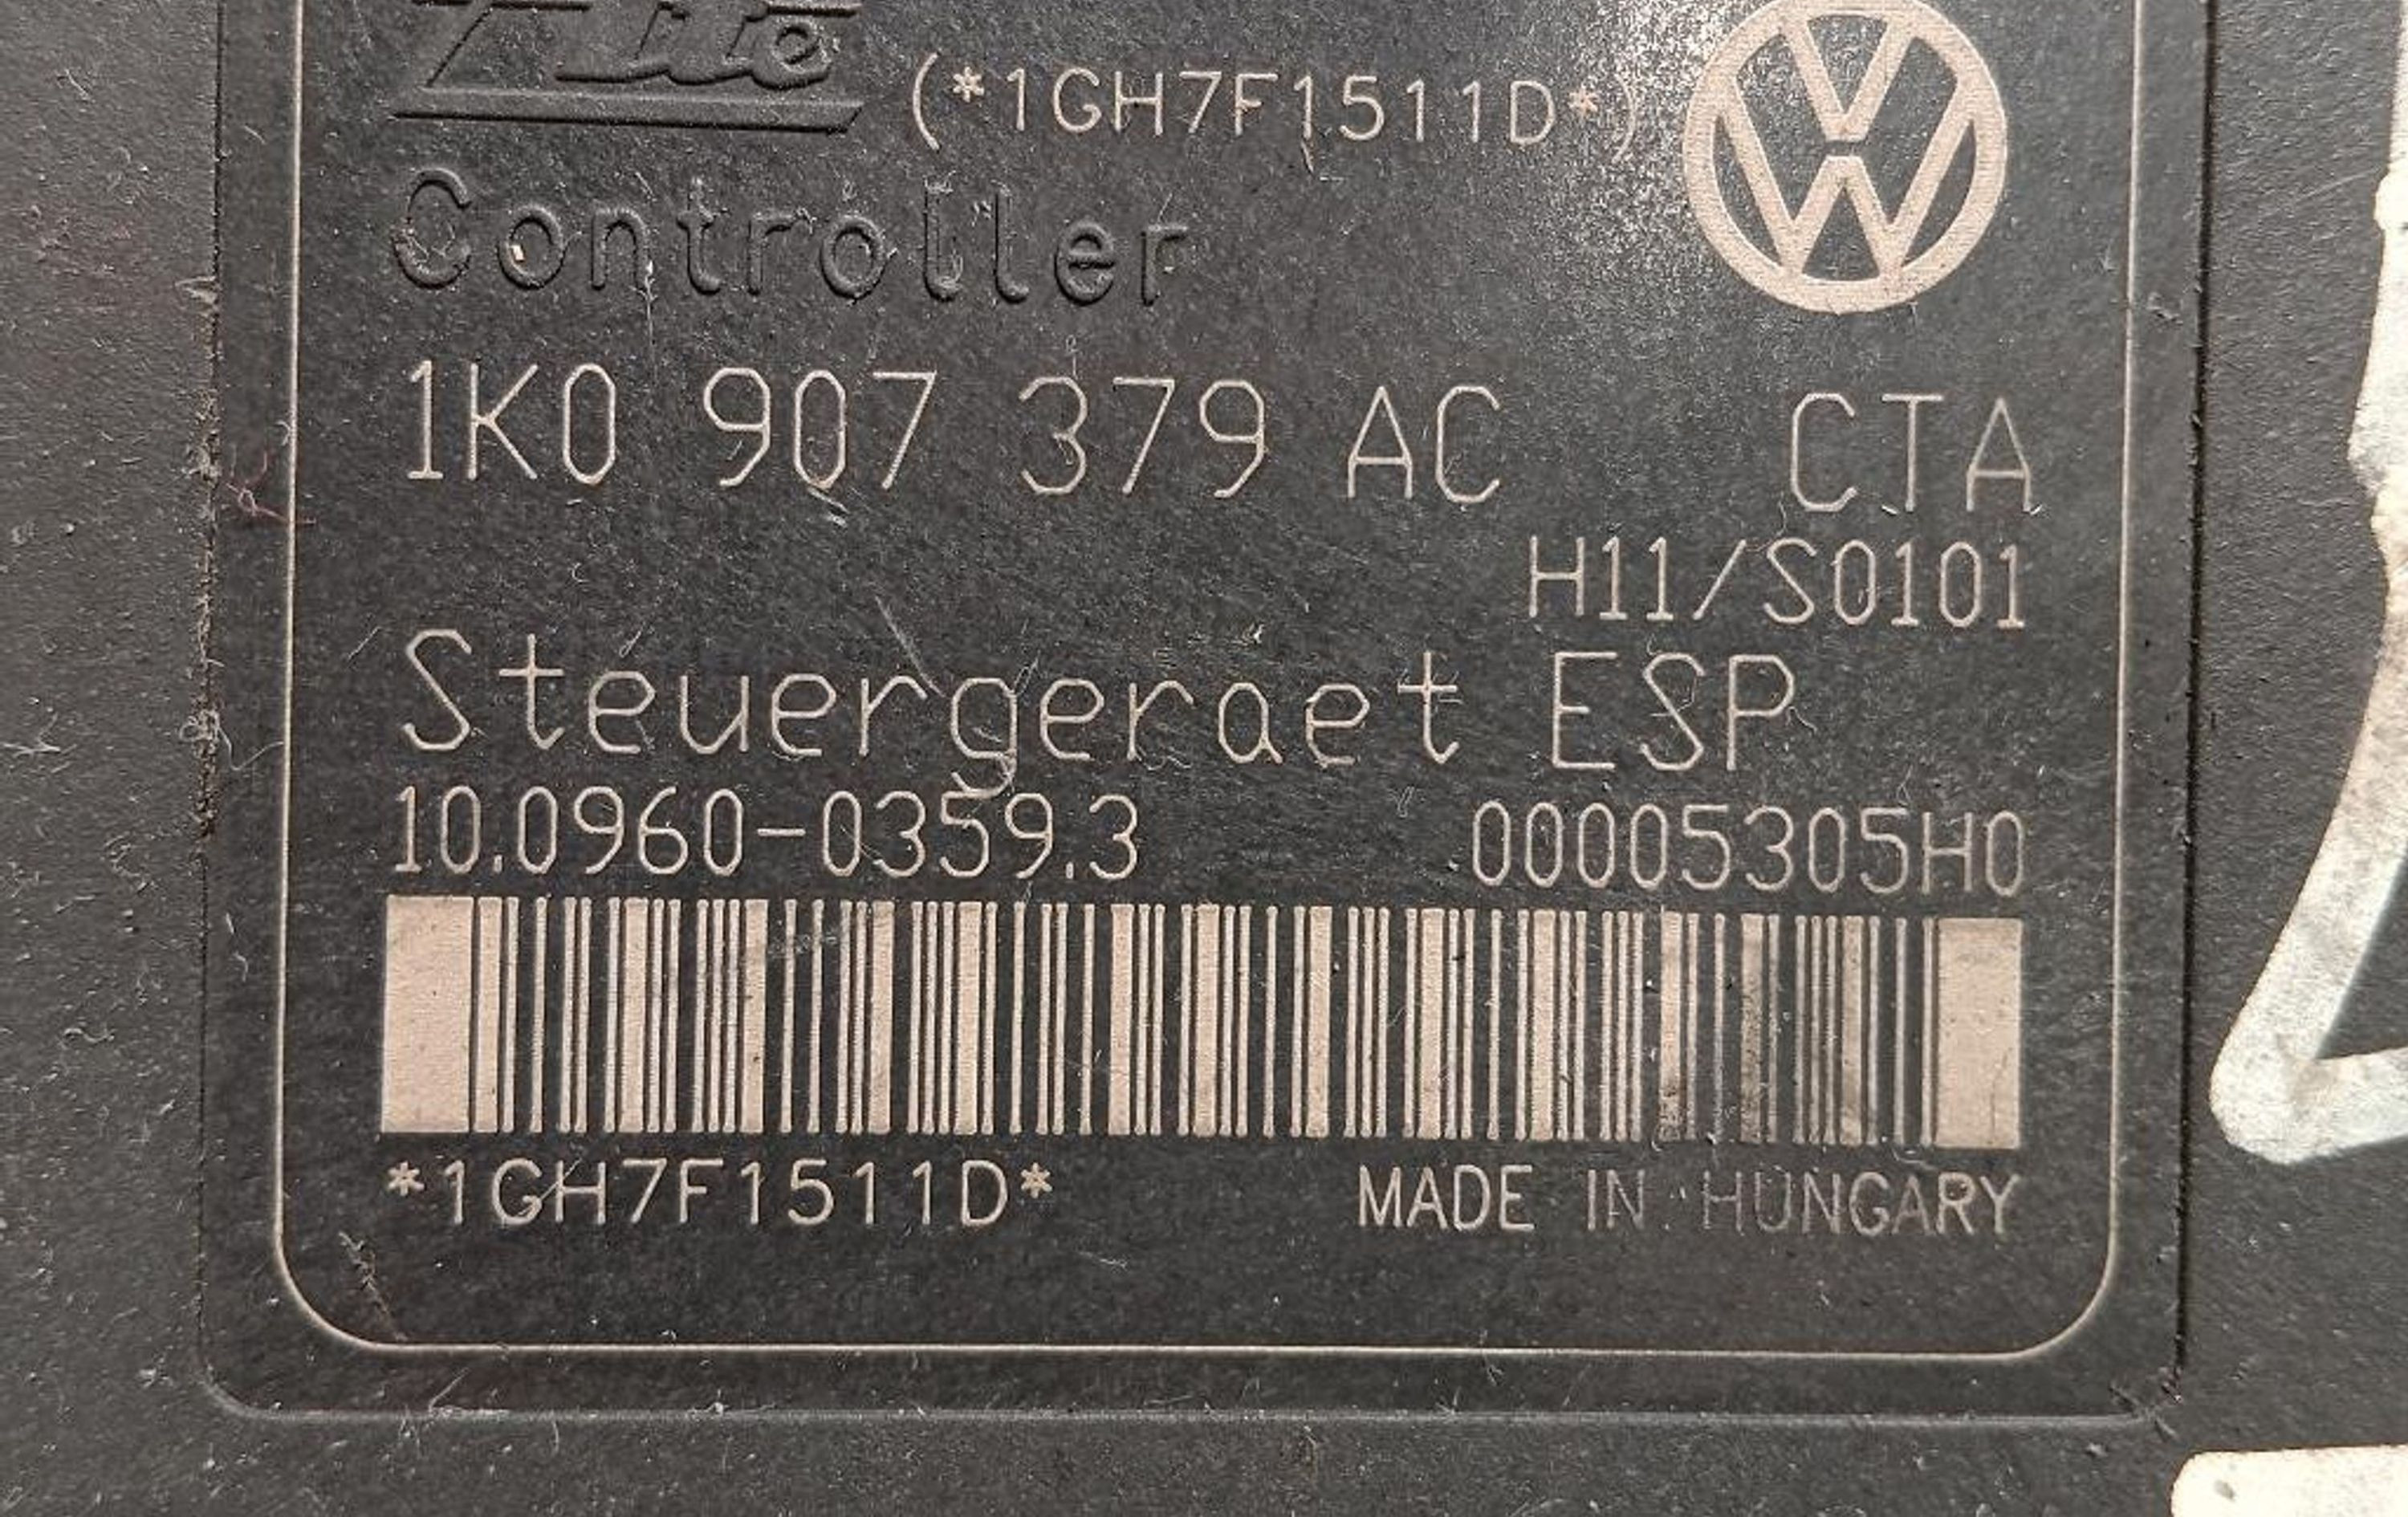 Ate (*1GH7F1511D*)
Controller
1K0 907 379 AC CTA
H11/S0101
Steuergeraet ESP
10.0960-0359.3 00005305H0
*1GH7F1511D* MADE IN HUNGARY